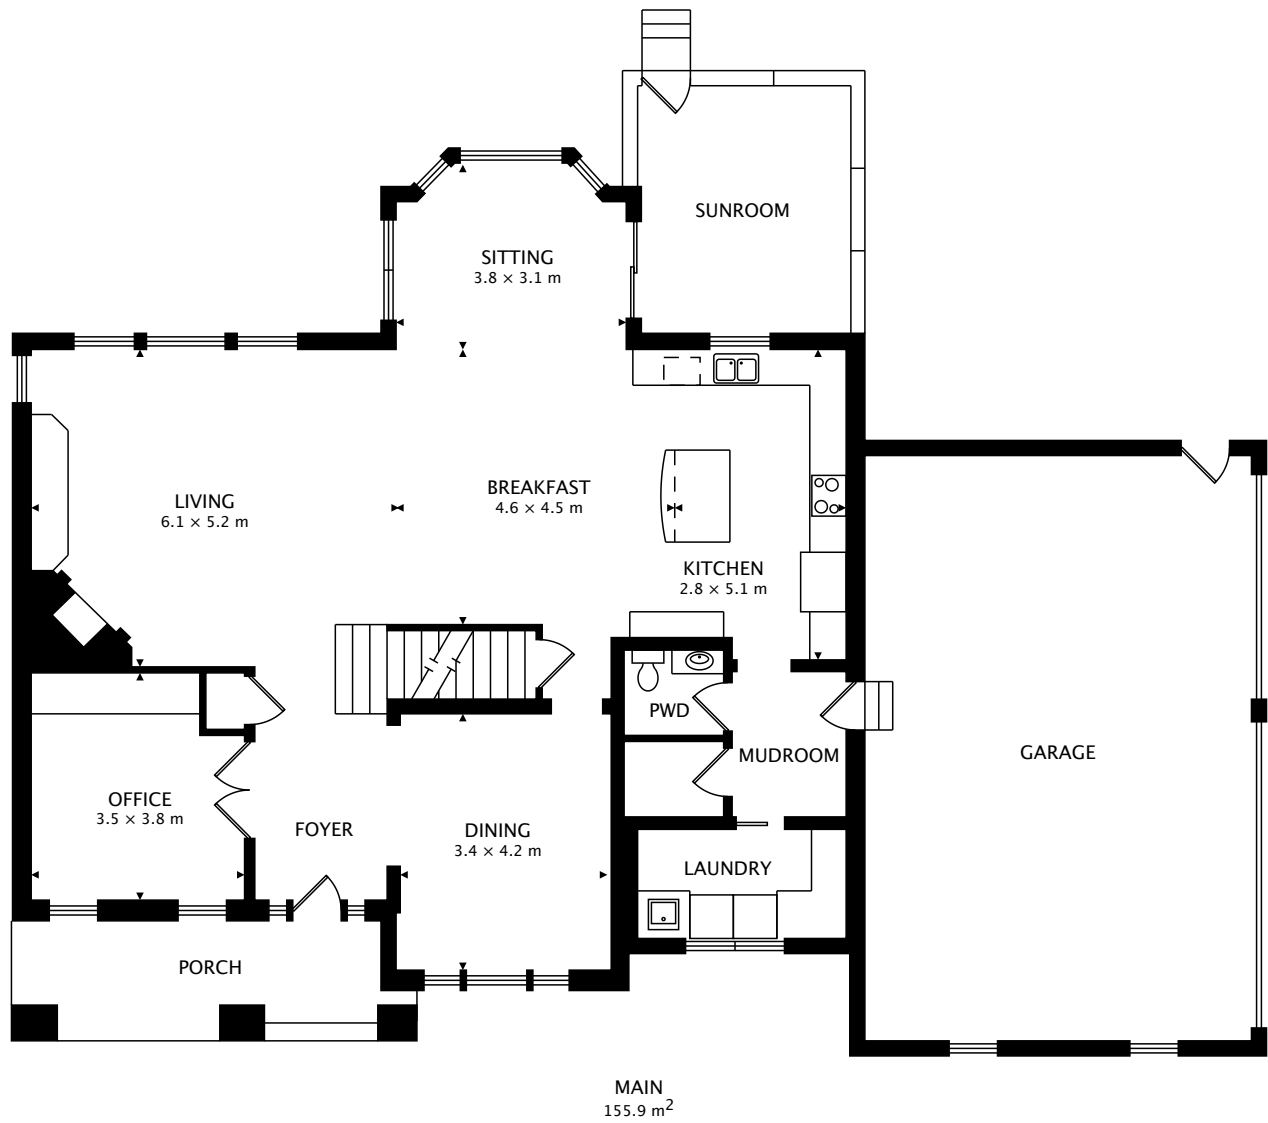 SUNROOM
SITTING
3.8 × 3.1 m
LIVING
6.1 × 5.2 m
BREAKFAST
4.6 × 4.5 m
KITCHEN
2.8 × 5.1 m
PWD
MUDROOM
GARAGE
OFFICE
3.5 × 3.8 m
FOYER
DINING
3.4 × 4.2 m
LAUNDRY
PORCH
MAIN
155.9 m²